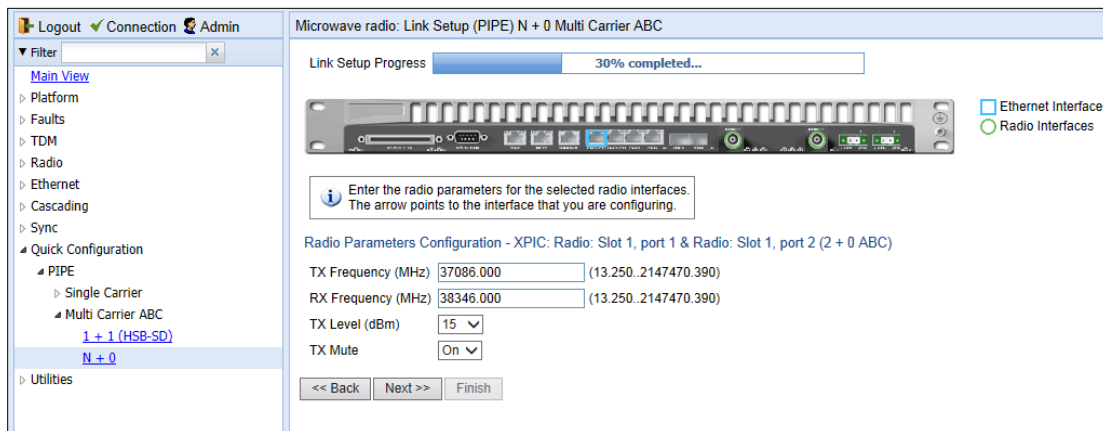 Logout Connection Admin
Filter
Main View
Platform
Faults
TDM
Radio
Ethernet
Cascading
Sync
Quick Configuration
PIPE
Single Carrier
Multi Carrier ABC
1 + 1 (HSB-SD)
N + 0
Utilities
Microwave radio: Link Setup (PIPE) N + 0 Multi Carrier ABC
Link Setup Progress 30% completed...
Ethernet Interface
Radio Interfaces
Enter the radio parameters for the selected radio interfaces.
The arrow points to the interface that you are configuring.
Radio Parameters Configuration - XPIC: Radio: Slot 1, port 1 & Radio: Slot 1, port 2 (2 + 0 ABC)
TX Frequency (MHz) 37086.000 (13.250..2147470.390)
RX Frequency (MHz) 38346.000 (13.250..2147470.390)
TX Level (dBm) 15
TX Mute On
<< Back Next >> Finish